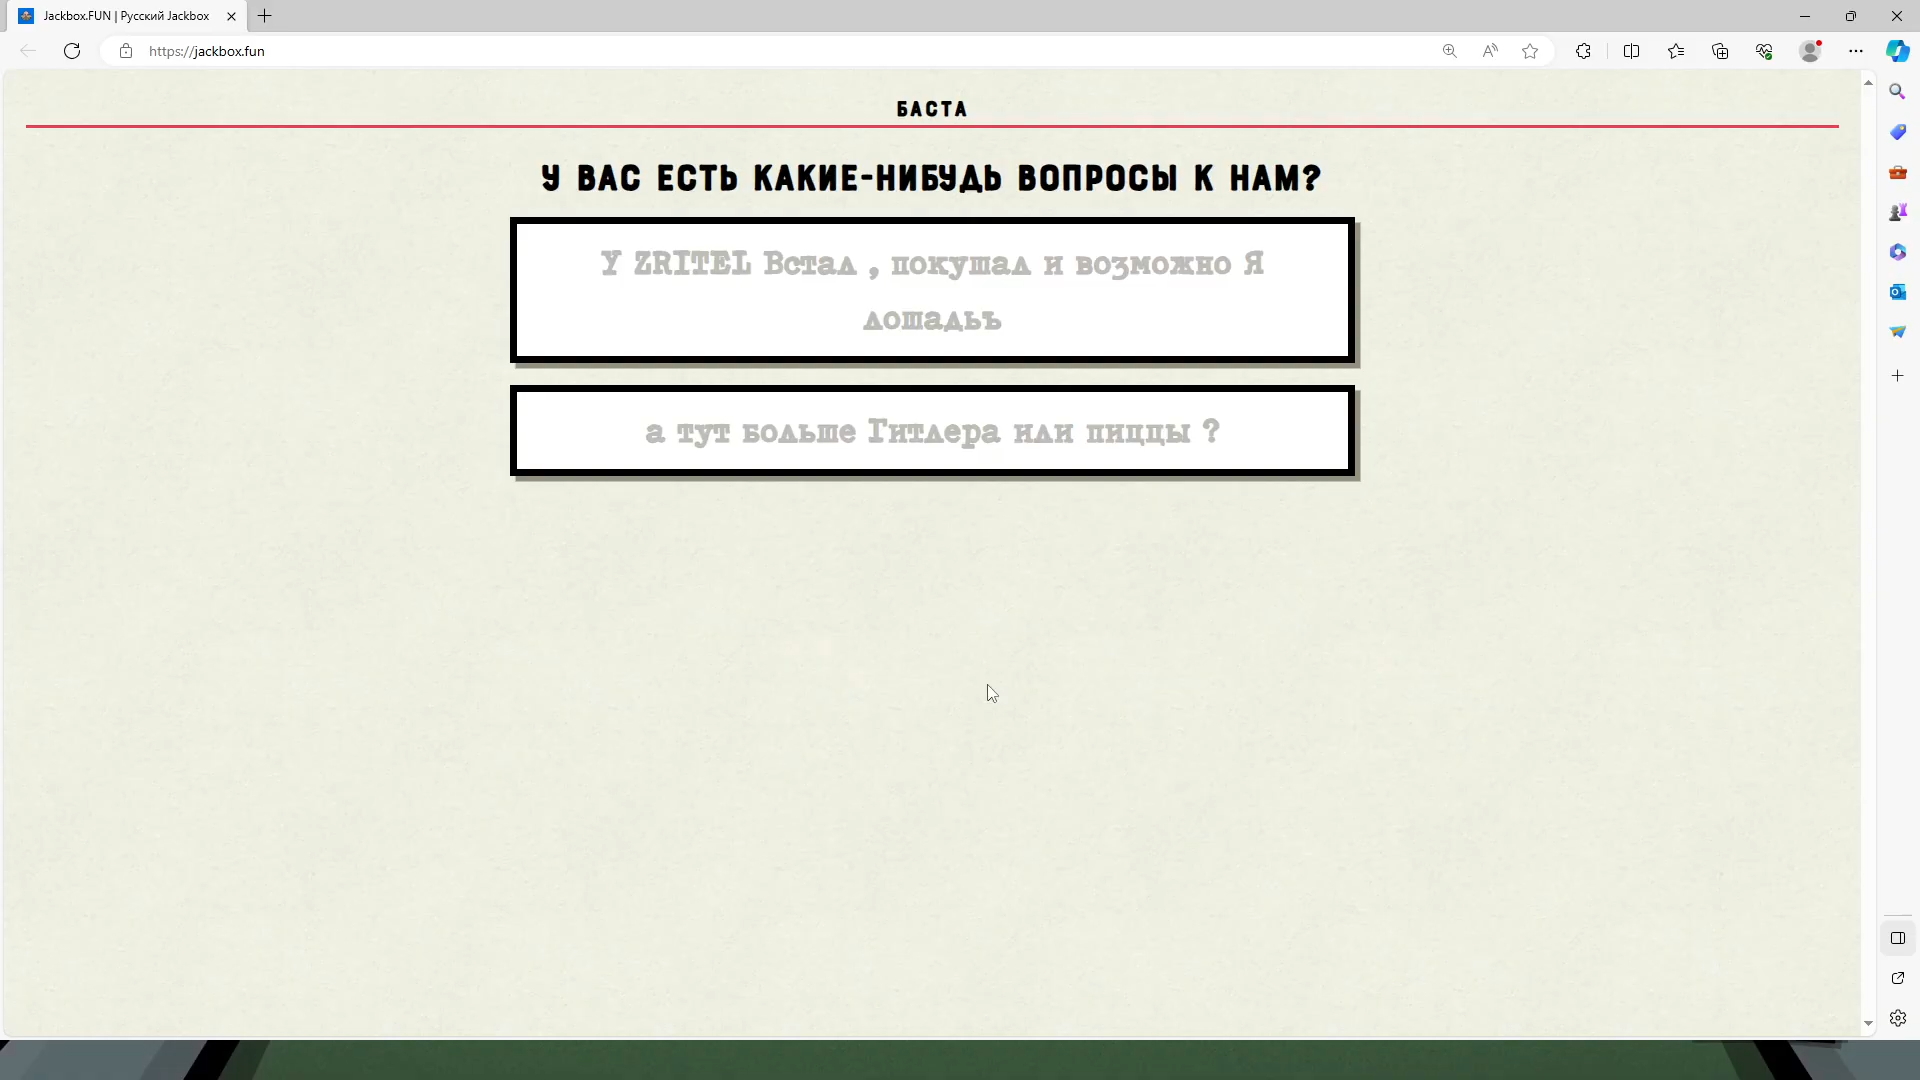 Jackbox.FUN | Русский Jackbox
https://jackbox.fun
БАСТА
У ВАС ЕСТЬ КАКИЕ-НИБУДЬ ВОПРОСЫ К НАМ?
У ZRITEL Встал , покушал и возможно Я
лошадьъ
а тут больше Гитлера или пиццы ?